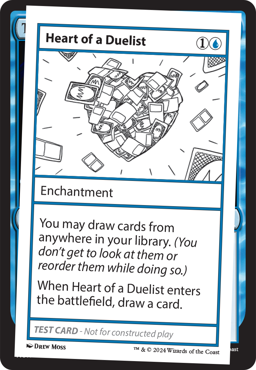 Heart of a Duelist 1
Enchantment
You may draw cards from
anywhere in your library. (You
don't get to look at them or
reorder them while doing so.)
When Heart of a Duelist enters
the battlefield, draw a card.
TEST CARD - Not for constructed play
DREW MOSS
™ & © 2024 Wizards of the Coast